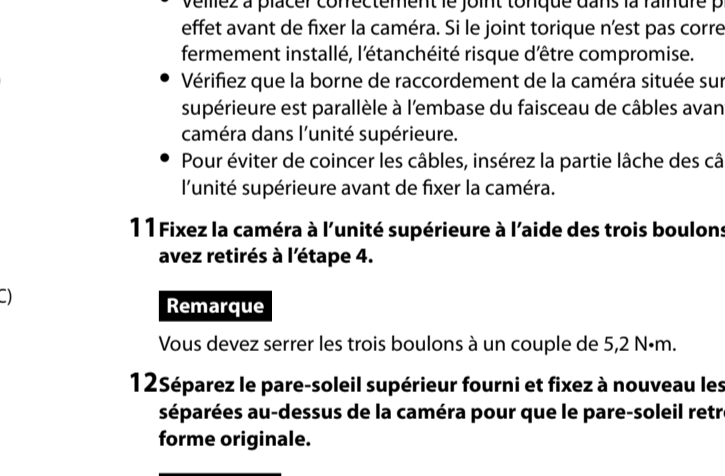 Veillez à placer correctement le joint torique dans la rainure
effet avant de fixer la caméra. Si le joint torique n'est pas
fermement installé, l'étanchéité risque d'être compromise.
• Vérifiez que la borne de raccordement de la caméra située sur
supérieure est parallèle à l'embase du faisceau de câbles
caméra dans l'unité supérieure.
• Pour éviter de coincer les câbles, insérez la partie lâche des
l'unité supérieure avant de fixer la caméra.
11 Fixez la caméra à l'unité supérieure à l'aide des trois boulons
avez retirés à l'étape 4.
C)
Remarque
Vous devez serrer les trois boulons à un couple de 5,2 N•m.
12 Séparez le pare-soleil supérieur fourni et fixez à nouveau les
séparées au-dessus de la caméra pour que le pare-soleil
forme originale.